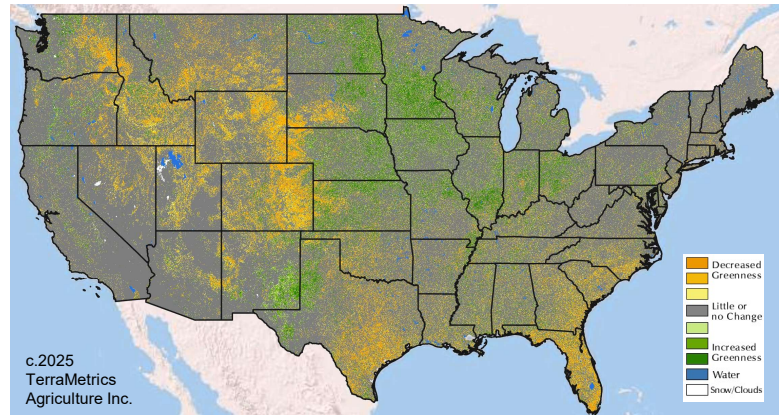 Decreased
Greenness
Little or
no Change
Increased
Greenness
Water
Snow/Clouds
c.2025
TerraMetrics
Agriculture Inc.